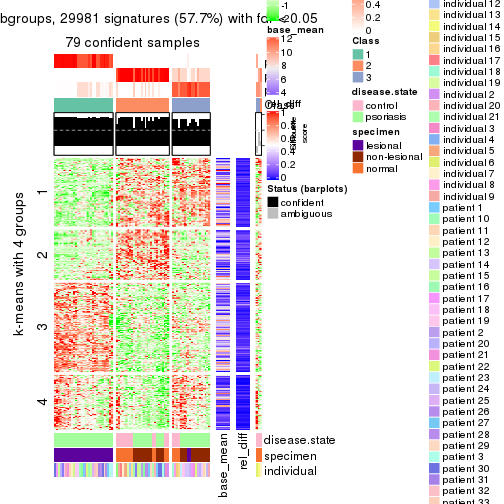 bgroups, 29981 signatures (57.7%) with fdr <0.05
79 confident samples
k-means with 4 groups
1
2
3
4
base_mean
rel_diff
disease.state
specimen
individual
-1
-2
base_mean
12
10
8
6
4
rel_diff
1
0.8
0.6
0.4
0.2
0
score
Status (barplots)
confident
ambiguous
0.4
0.2
0
Class
1
2
3
disease.state
control
psoriasis
specimen
lesional
non-lesional
normal
individual 12
individual 13
individual 14
individual 15
individual 16
individual 17
individual 18
individual 19
individual 2
individual 20
individual 21
individual 3
individual 4
individual 5
individual 6
individual 7
individual 8
individual 9
patient 1
patient 10
patient 11
patient 12
patient 13
patient 14
patient 15
patient 16
patient 17
patient 18
patient 19
patient 2
patient 20
patient 21
patient 22
patient 23
patient 24
patient 25
patient 26
patient 27
patient 28
patient 29
patient 3
patient 30
patient 31
patient 32
patient 33